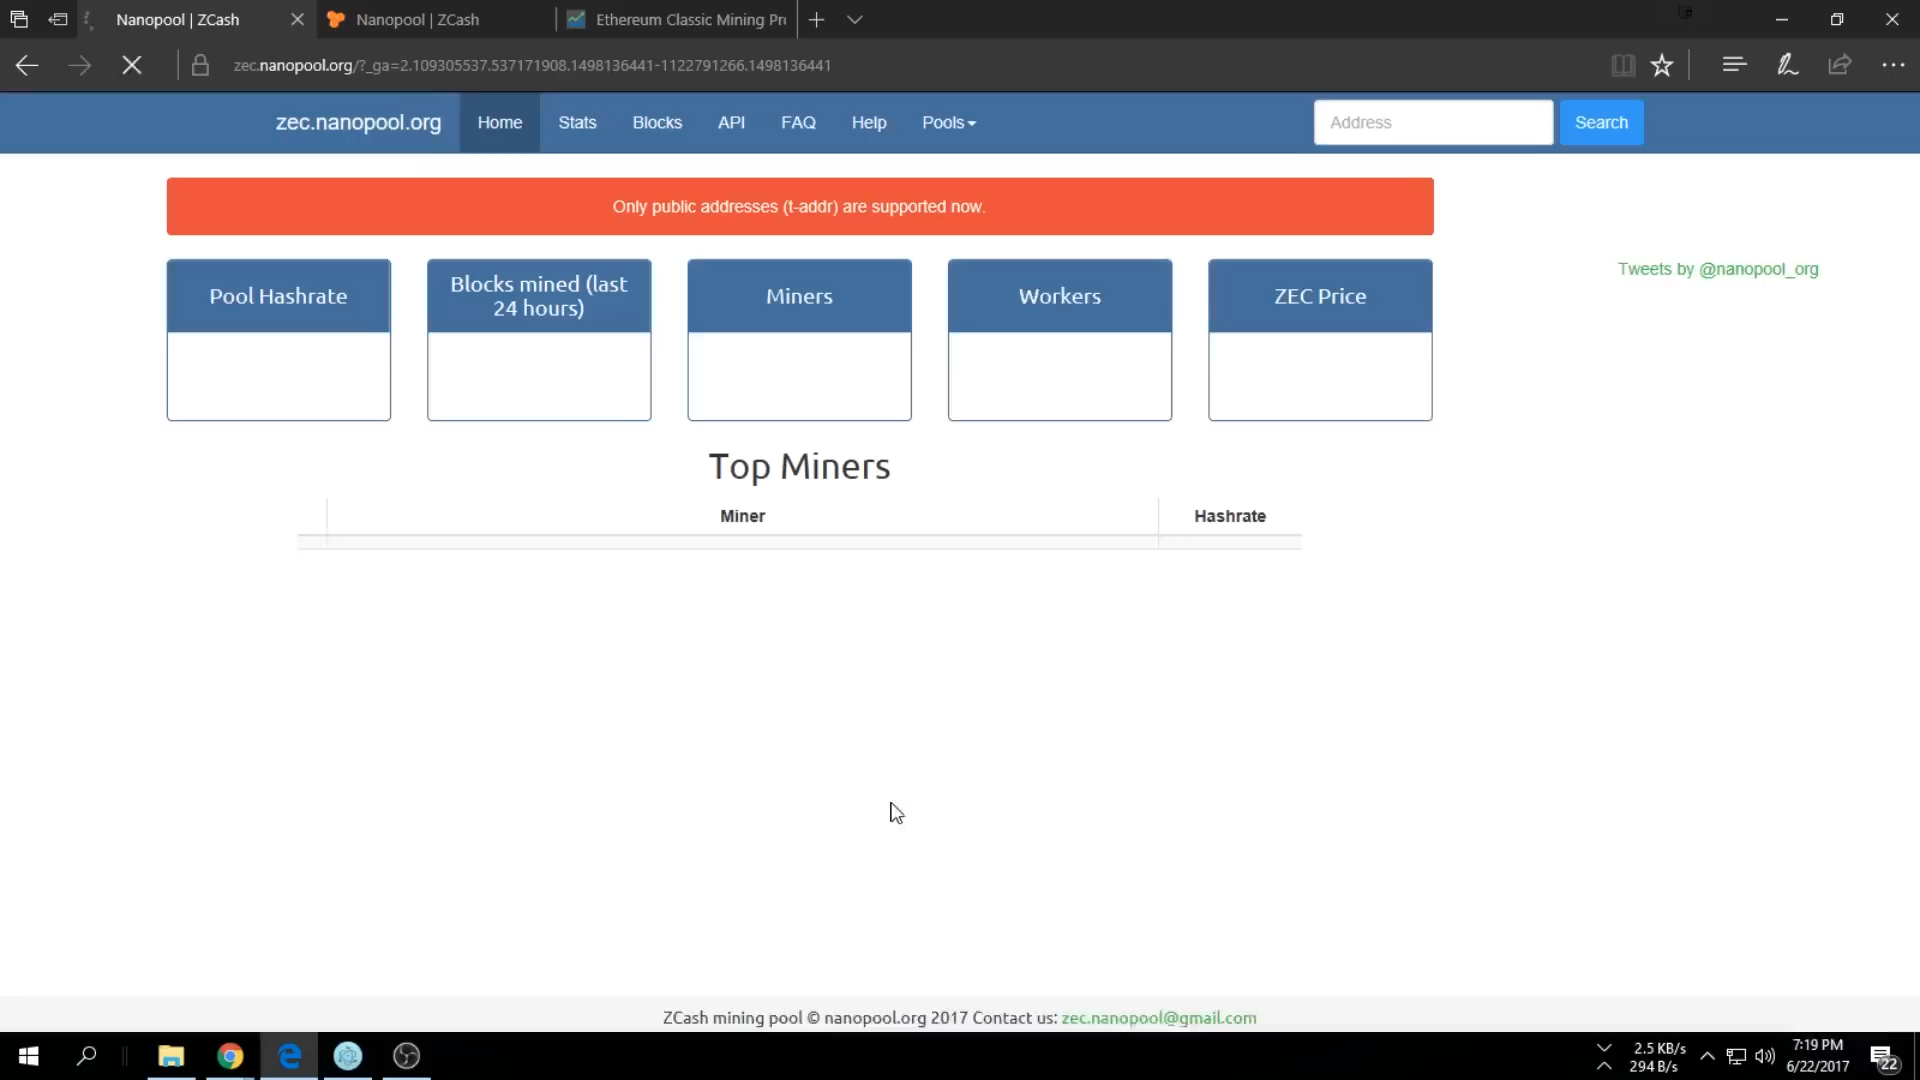 Nanopool | ZCash
Nanopool | ZCash
Ethereum Classic Mining Pr
zec.nanopool.org/?_ga=2.109305537.537171908.1498136441-1122791266.1498136441
zec.nanopool.org Home Stats Blocks API FAQ Help Pools Address Search
Only public addresses (t-addr) are supported now.
Tweets by @nanopool_org
Pool Hashrate
Blocks mined (last
24 hours)
Miners
Workers
ZEC Price
Top Miners
Miner Hashrate
ZCash mining pool © nanopool.org 2017 Contact us: zec.nanopool@gmail.com
2.5 KB/s
294 B/s
7:19 PM
6/22/2017
22